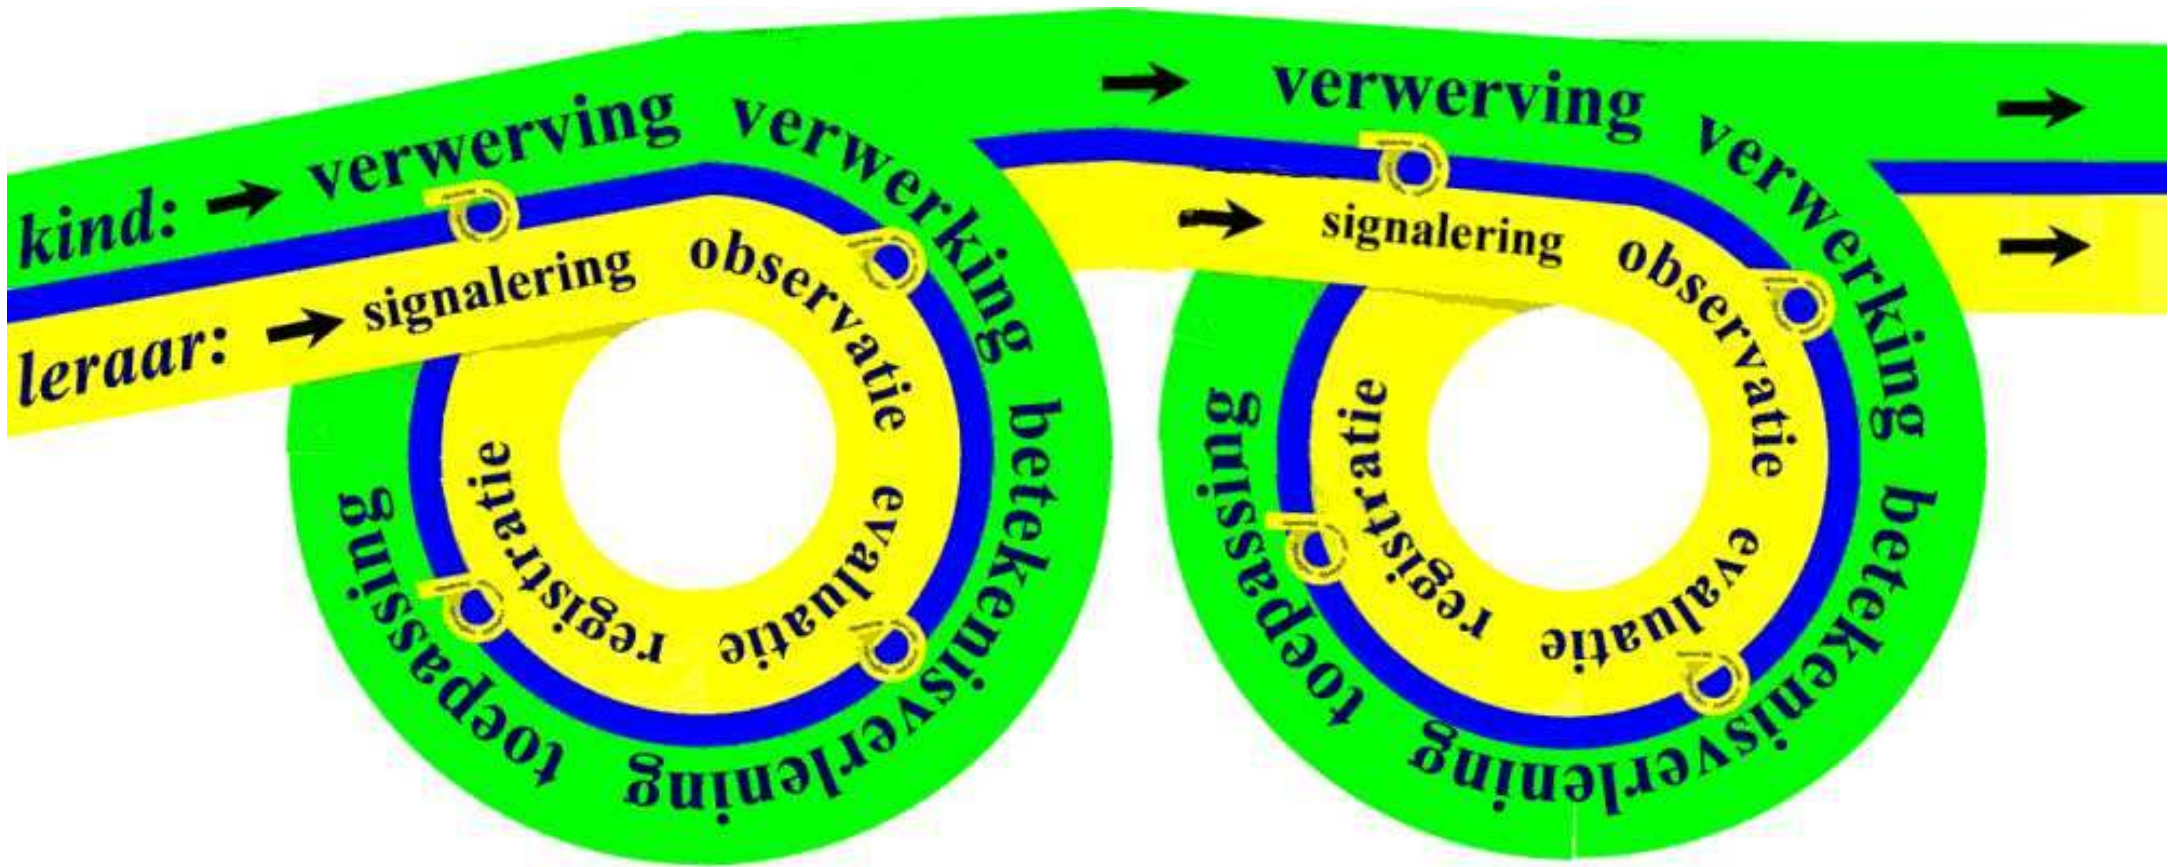 kind: verwerving verwerking betekenisverlening toepassing
leraar: signalering observatie evaluatie registratie
verwerving verwerking betekenisverlening toepassing
signalering observatie evaluatie registratie